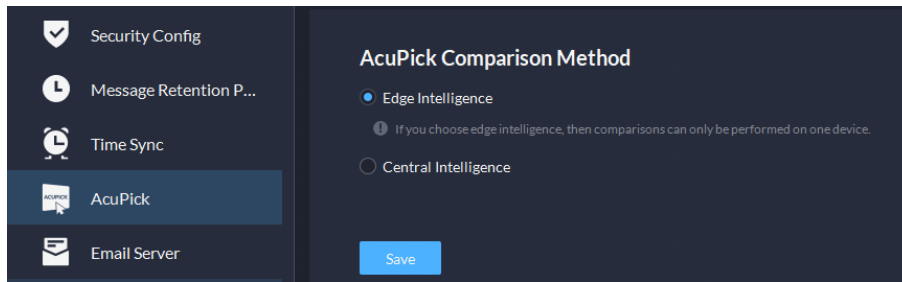 Security Config
Message Retention P...
Time Sync
ACUPICK
AcuPick
Email Server
AcuPick Comparison Method
Edge Intelligence
If you choose edge intelligence, then comparisons can only be performed on one device.
Central Intelligence
Save